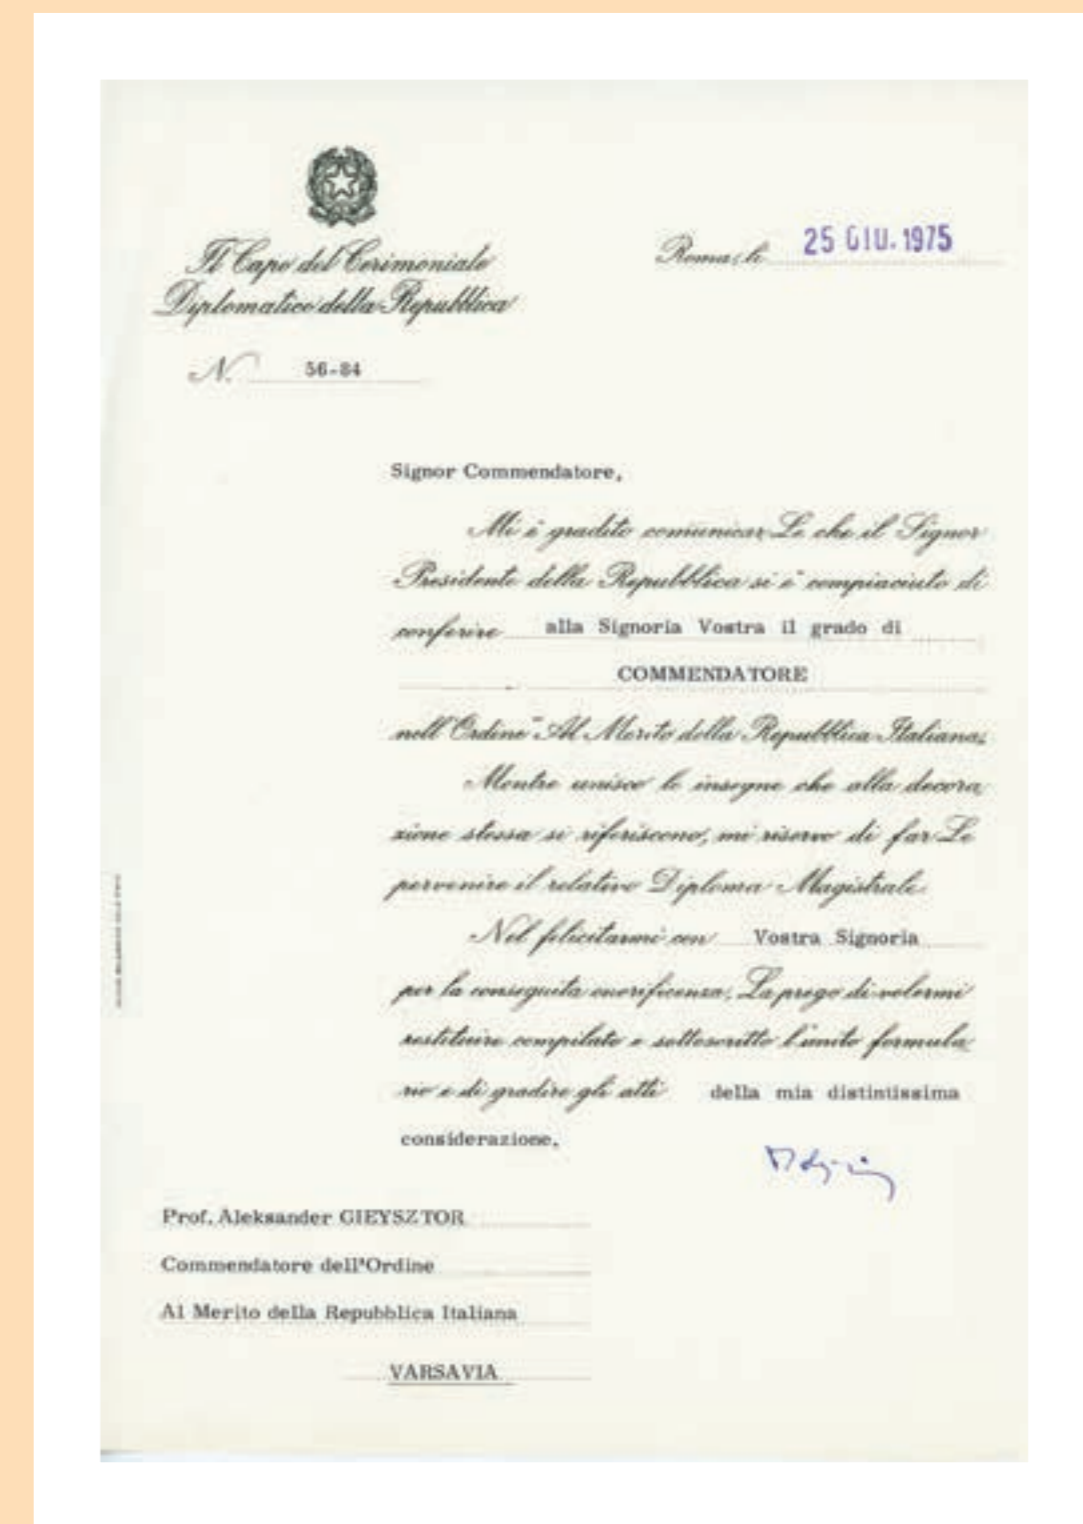 Il Capo del Cerimoniale
Diplomatico della Repubblica
Roma, li 25 GIU. 1975
N. 56-84
Signor Commendatore,
Mi è gradito comunicarLe che il Signor
Presidente della Repubblica si è compiaciuto di
conferire alla Signoria Vostra il grado di
COMMENDATORE
nell'Ordine "Al Merito della Repubblica Italiana„
Mentre unisco le insegne che alla decora
zione stessa si riferiscono, mi riservo di farLe
pervenire il relativo Diploma Magistrale.
Nel felicitarmi con Vostra Signoria
per la conseguita onorificenza, La prego di volermi
restituire compilato e sottoscritto l'unito formula
rio e di gradire gli atti della mia distintissima
considerazione.
Prof. Aleksander GIEYSZTOR
Commendatore dell'Ordine
Al Merito della Repubblica Italiana
VARSAVIA